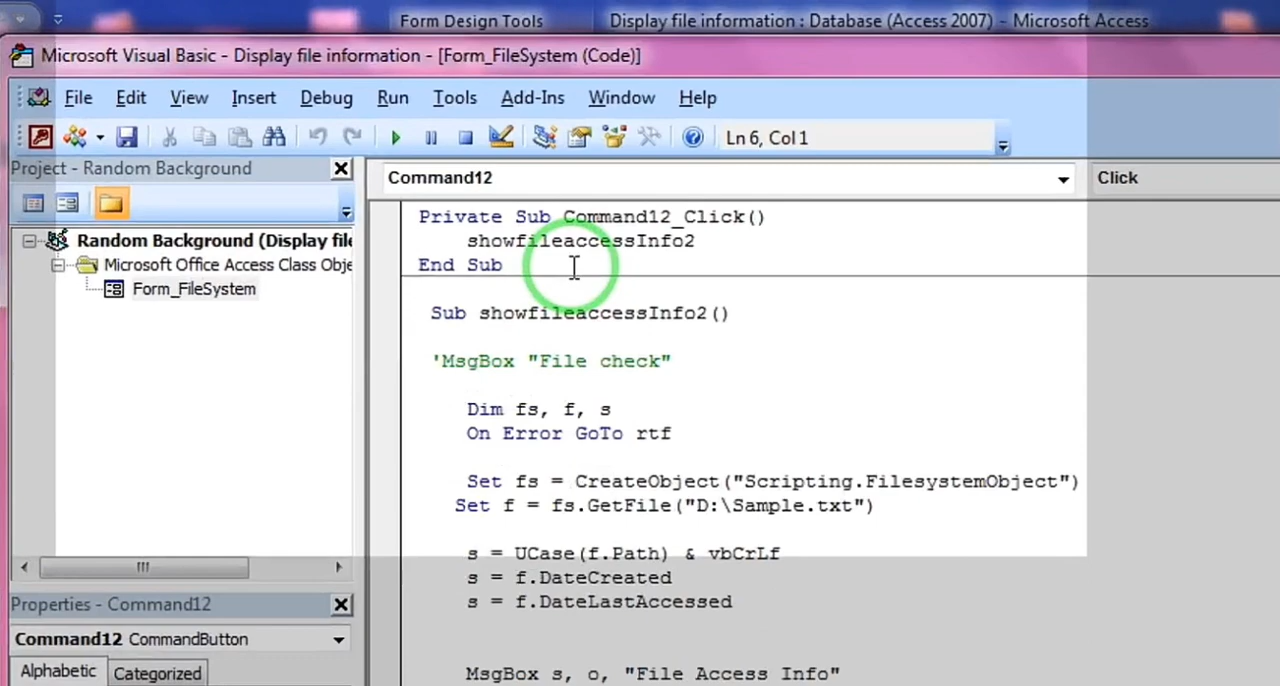 Form Design Tools Display file information : Database (Access 2007) - Microsoft Access
Microsoft Visual Basic - Display file information - [Form_FileSystem (Code)]
File Edit View Insert Debug Run Tools Add-Ins Window Help
Ln 6, Col 1
Project - Random Background
Random Background (Display file
Microsoft Office Access Class Obje
Form_FileSystem
Properties - Command12
Command12 CommandButton
Alphabetic Categorized
Command12 Click
Private Sub Command12_Click()
showfileaccessInfo2
End Sub
Sub showfileaccessInfo2()
'MsgBox "File check"
Dim fs, f, s
On Error GoTo rtf
Set fs = CreateObject("Scripting.FilesystemObject")
Set f = fs.GetFile("D:\Sample.txt")
s = UCase(f.Path) & vbCrLf
s = f.DateCreated
s = f.DateLastAccessed
MsgBox s, o, "File Access Info"